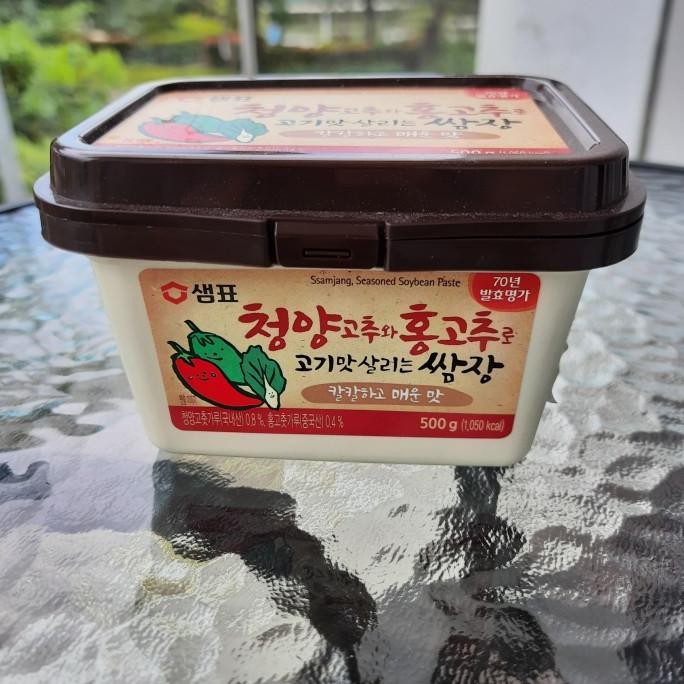 샘표
청양고추와 홍고추로
고기맛 살리는 쌈장
칼칼하고 매운 맛
500 g
Ssamjang, Seasoned Soybean Paste
70년
발효명가
샘표
청양고추와 홍고추로
고기맛 살리는 쌈장
칼칼하고 매운 맛
청양고춧가루(국내산) 0.8 %, 홍고춧가루(중국산) 0.4 %
500 g (1,050 kcal)